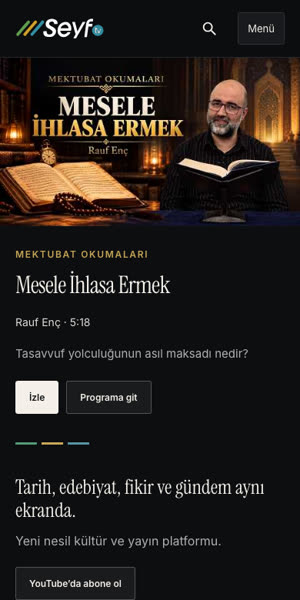 Seyf tv
Menü
MEKTUBAT OKUMALARI
MESELE
İHLASA ERMEK
Rauf Enç
MEKTUBAT OKUMALARI
Mesele İhlasa Ermek
Rauf Enç · 5:18
Tasavvuf yolculuğunun asıl maksadı nedir?
İzle
Programa git
Tarih, edebiyat, fikir ve gündem aynı
ekranda.
Yeni nesil kültür ve yayın platformu.
YouTube'da abone ol